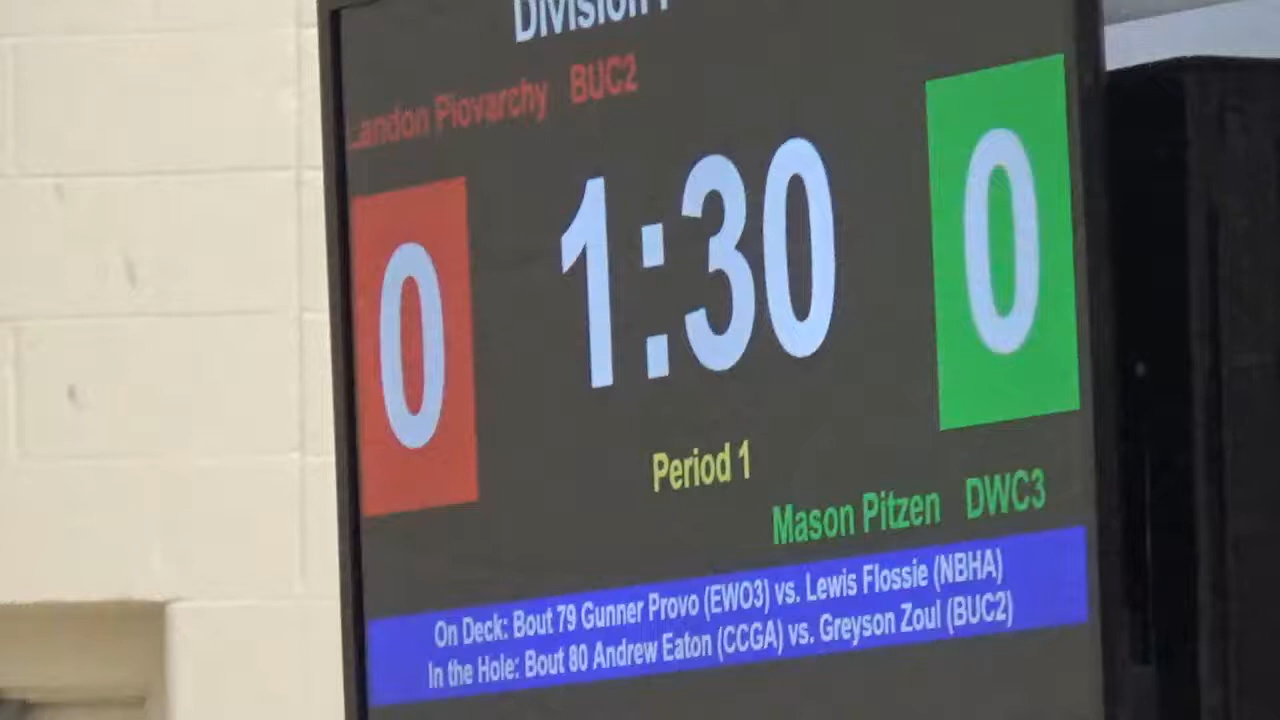 Division
Landon Piovarchy BUC2
0 1:30 0
Period 1
Mason Pitzen DWC3
On Deck: Bout 79 Gunner Provo (EWO3) vs. Lewis Flossie (NBHA)
In the Hole: Bout 80 Andrew Eaton (CCGA) vs. Greyson Zoul (BUC2)